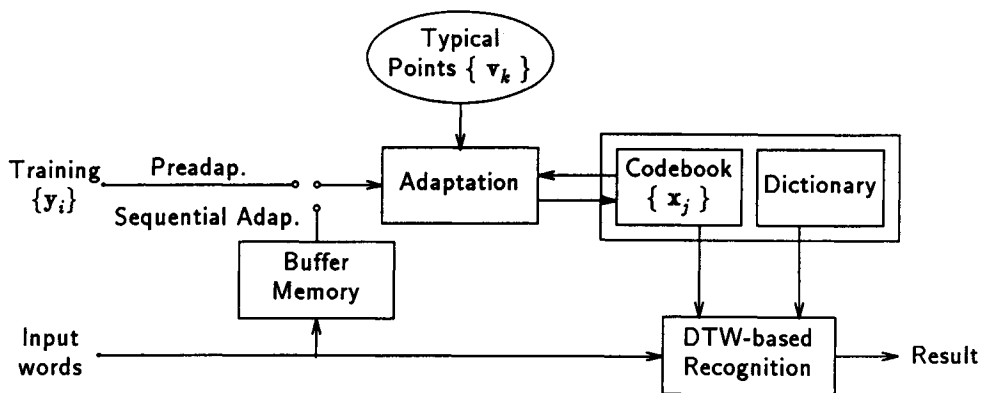 Typical
Points { v_k }
Training
{y_i}
Preadap.
Sequential Adap.
Adaptation
Codebook
{ x_j }
Dictionary
Buffer
Memory
Input
words
DTW-based
Recognition
Result